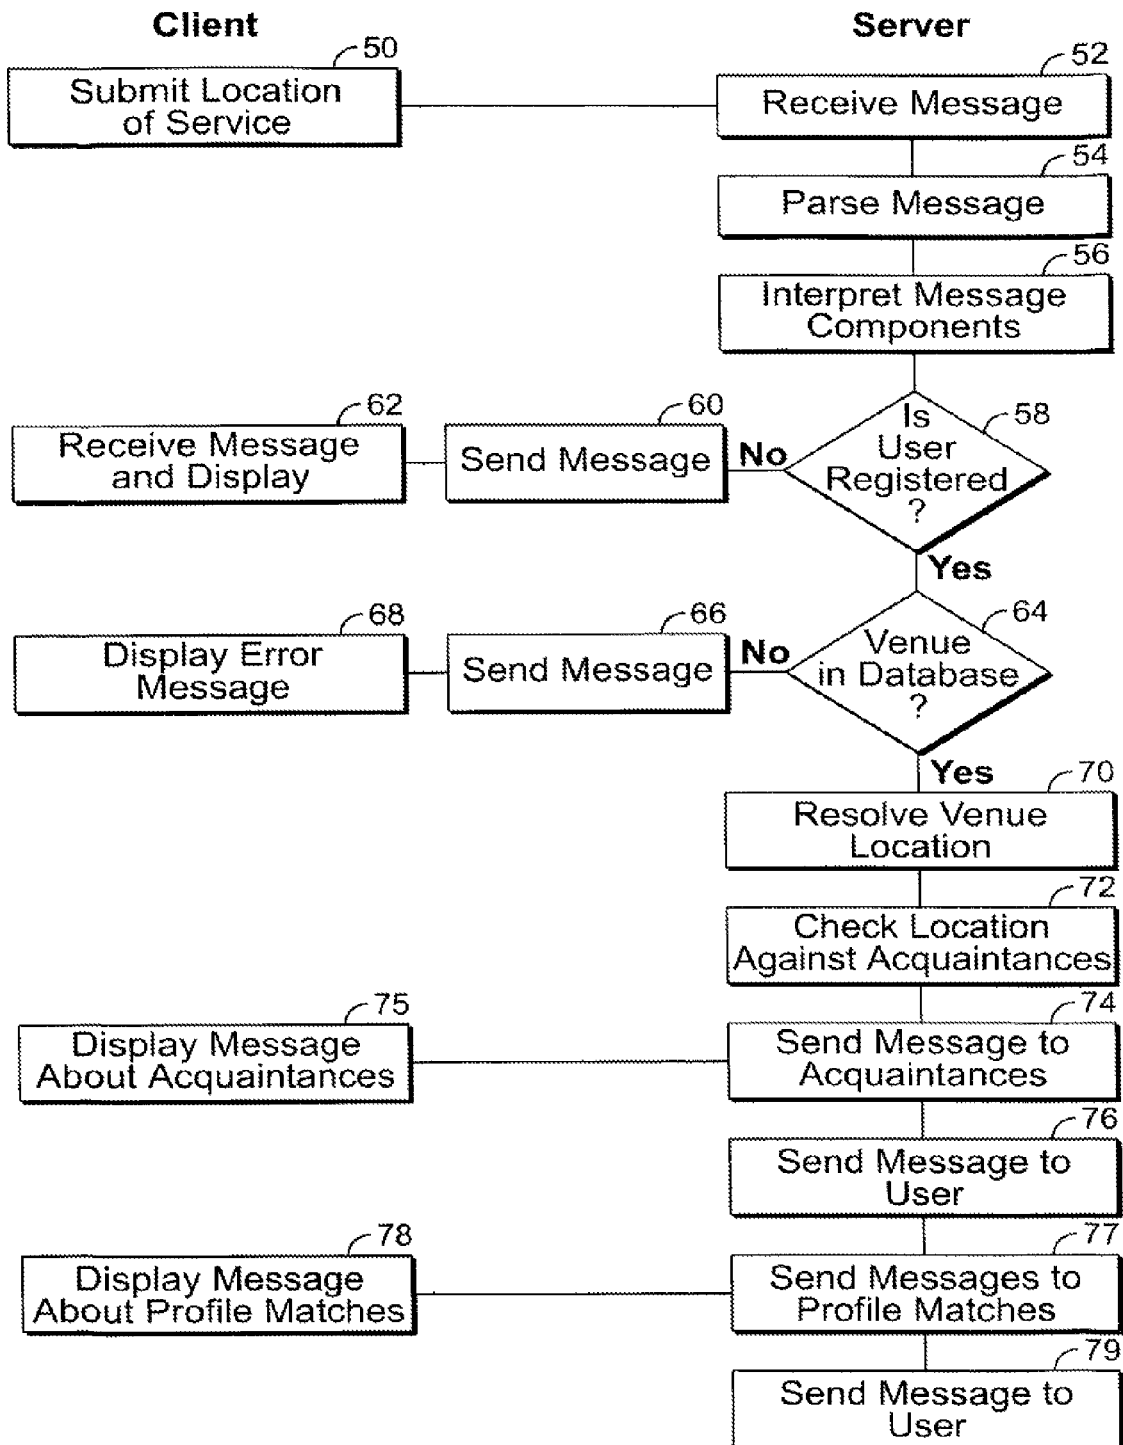 Client
Server
50
Submit Location
of Service
52
Receive Message
54
Parse Message
56
Interpret Message
Components
58
Is
User
Registered
?
No
60
Send Message
62
Receive Message
and Display
Yes
64
Venue
in Database
?
No
66
Send Message
68
Display Error
Message
Yes
70
Resolve Venue
Location
72
Check Location
Against Acquaintances
74
Send Message to
Acquaintances
75
Display Message
About Acquaintances
76
Send Message to
User
77
Send Messages to
Profile Matches
78
Display Message
About Profile Matches
79
Send Message to
User